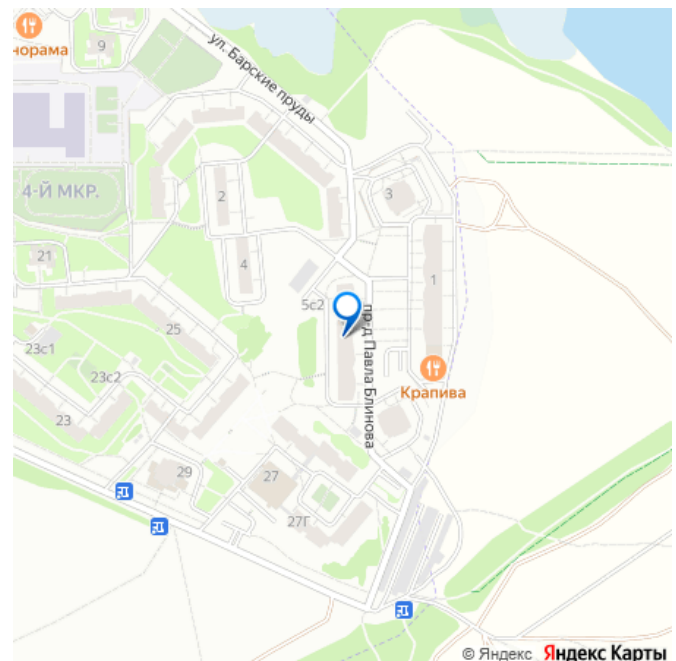 норама
9
ул. Барские пруды
4-Й МКР.
2
3
4
21
1
5с2
25
пр-д Павла Блинова
23с1
23с2
Крапива
23
29
27
27Г
© Яндекс Яндекс Карты